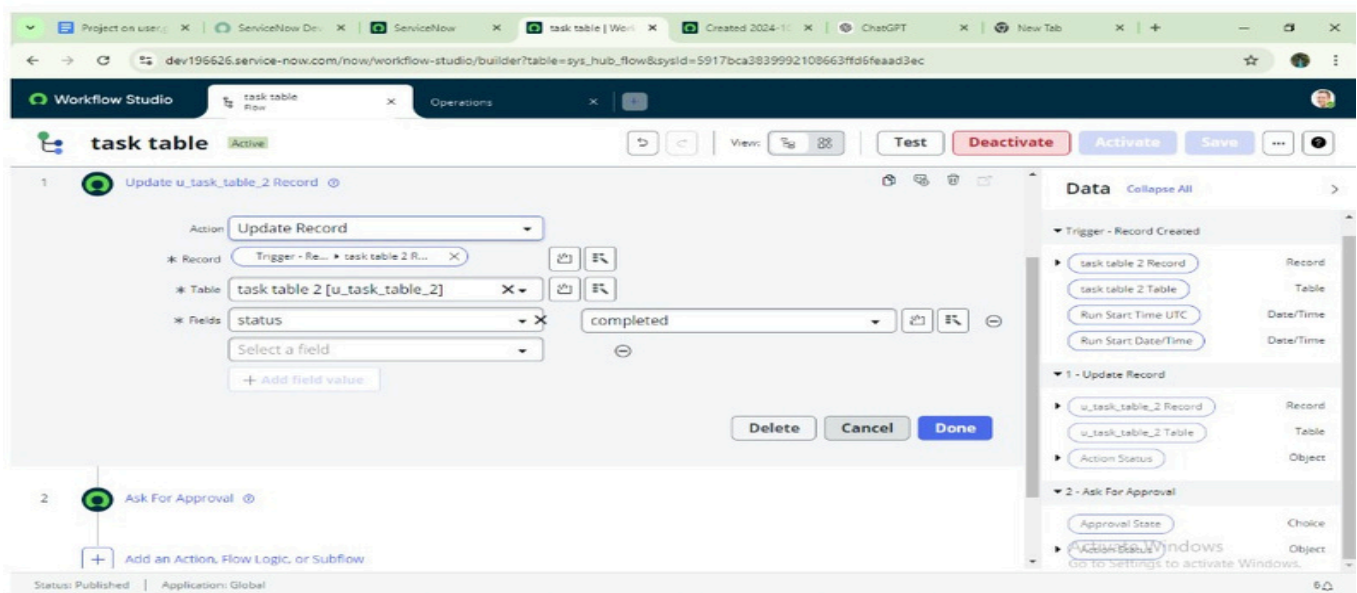 Project on user, ServiceNow De ServiceNow task table | Work Created 2024-10 ChatGPT New Tab
dev196626.service-now.com/now/workflow-studio/builder?table=sys_hub_flow&sysId=5917bca3839992108663ffd6feaad3ec
Workflow Studio task table Operations
Flow
task table Active View: Test Deactivate Activate Save ...
1 Update u_task_table_2 Record
Data Collapse All
Action Update Record
Trigger - Record Created
* Record Trigger - Re... ▸ task table 2 R...
task table 2 Record Record
* Table task table 2 [u_task_table_2]
task table 2 Table Table
* Fields status completed
Run Start Time UTC Date/Time
Select a field
Run Start Date/Time Date/Time
+ Add field value
1 - Update Record
u_task_table_2 Record Record
Delete Cancel Done
u_task_table_2 Table Table
Action Status Object
2 Ask For Approval
2 - Ask For Approval
Approval State Choice
Activate Windows
Action Status Object
+ Add an Action, Flow Logic, or Subflow
Go to Settings to activate Windows.
Status: Published | Application: Global
6